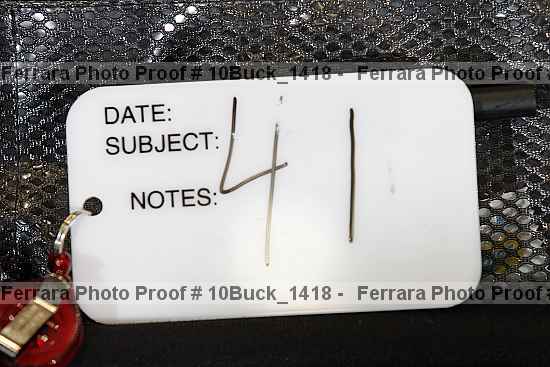 Ferrara Photo Proof # 10Buck_1418 - Ferrara Photo Proof #
DATE:
SUBJECT:
41
NOTES:
Ferrara Photo Proof # 10Buck_1418 - Ferrara Photo Proof #